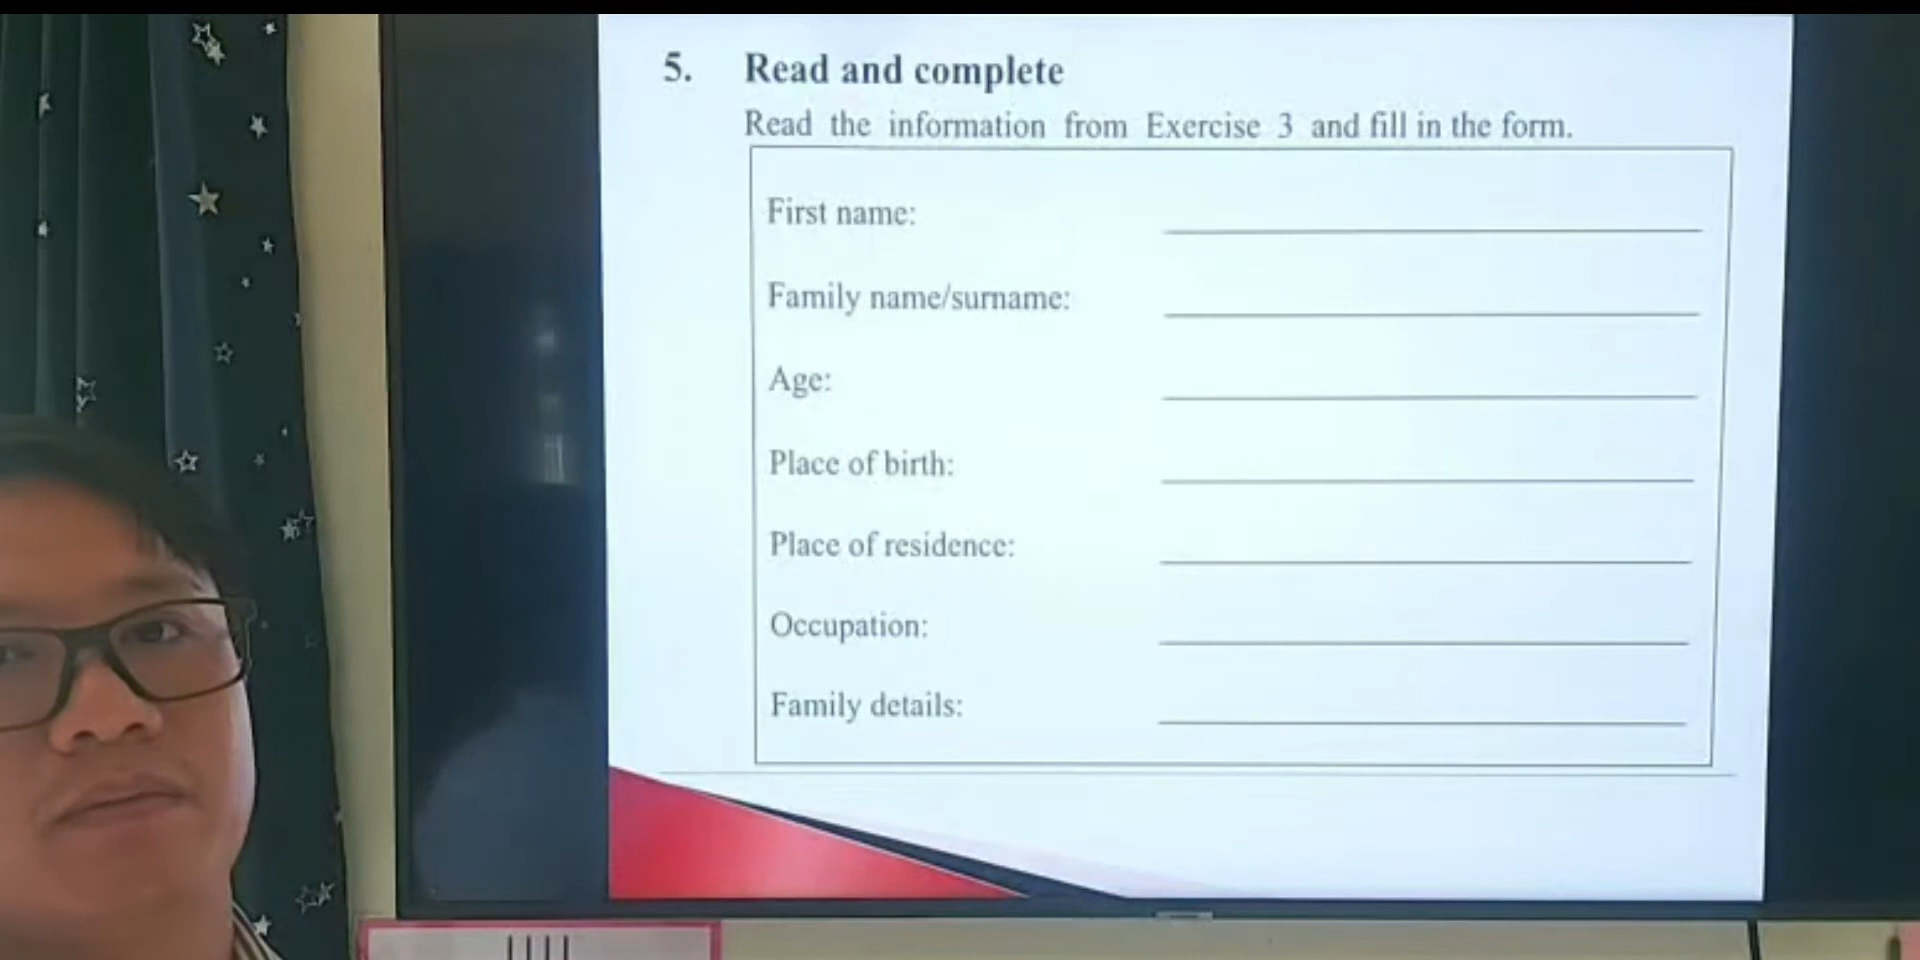 5. Read and complete
Read the information from Exercise 3 and fill in the form.
First name:
Family name/surname:
Age:
Place of birth:
Place of residence:
Occupation:
Family details: